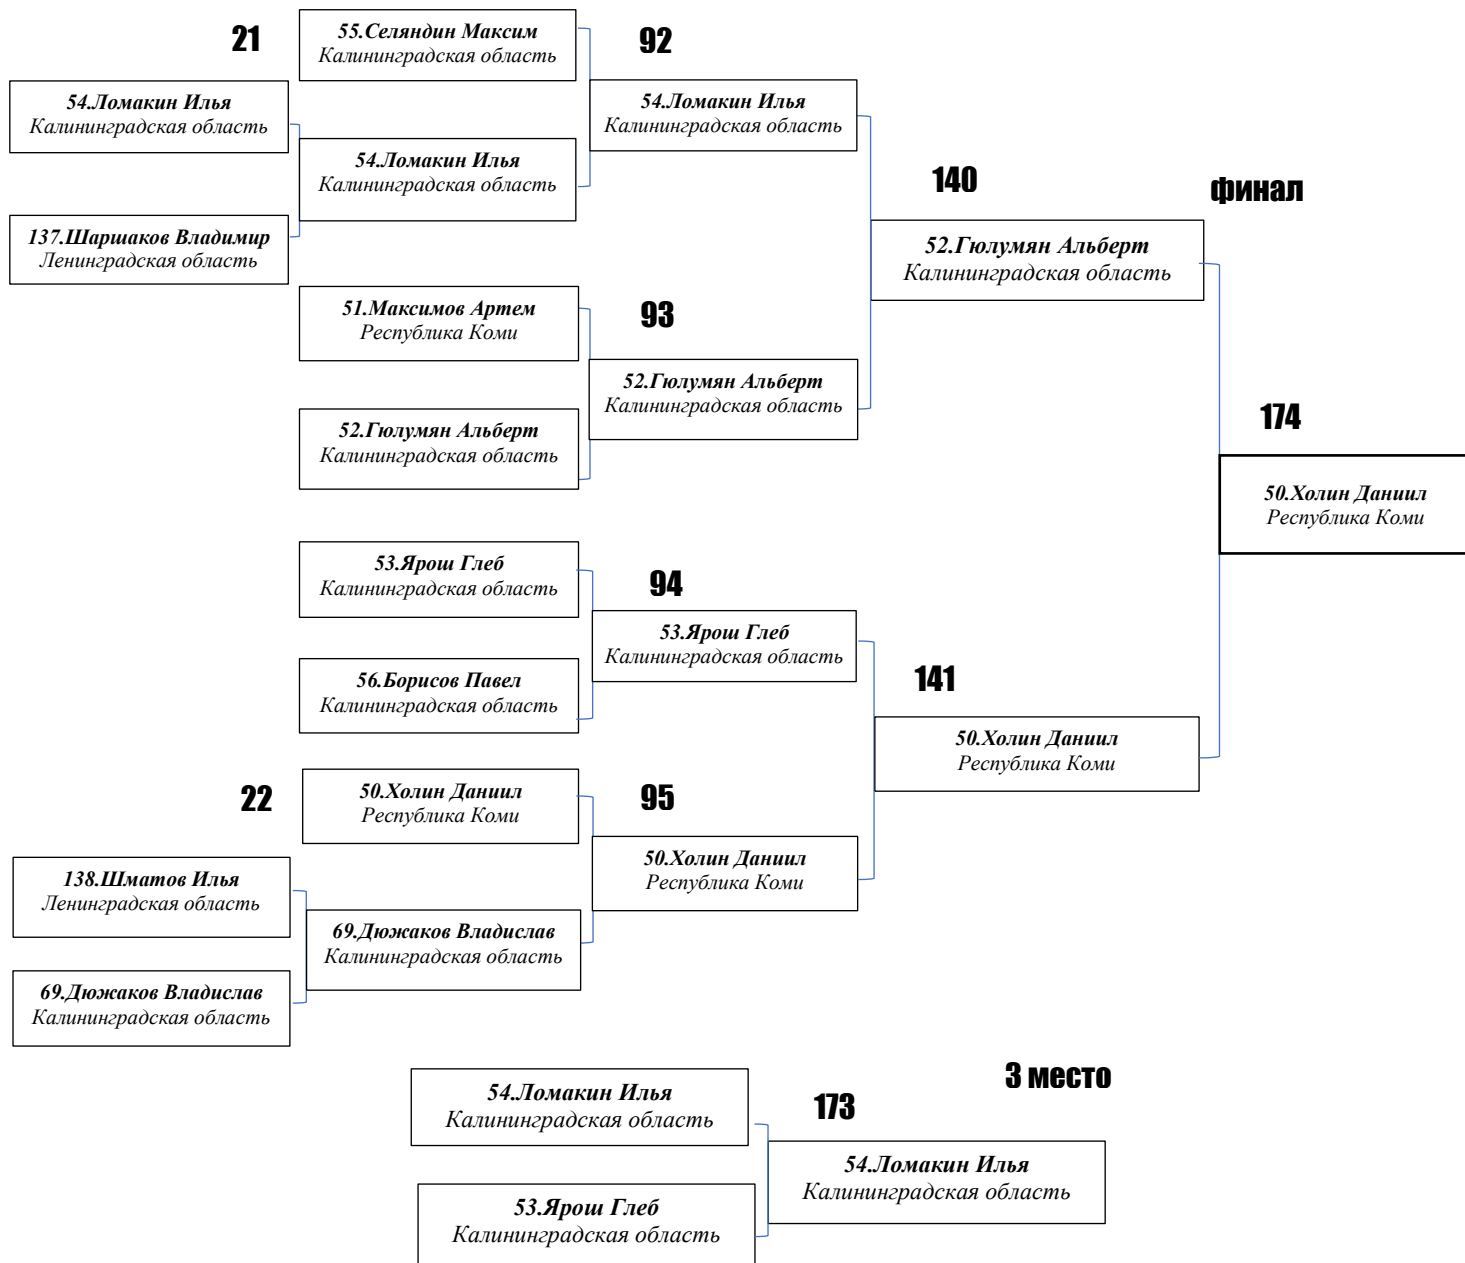 21
55.Селяндин Максим
Калининградская область
92
54.Ломакин Илья
Калининградская область
54.Ломакин Илья
Калининградская область
54.Ломакин Илья
Калининградская область
140
финал
137.Шаршаков Владимир
Ленинградская область
52.Гюлумян Альберт
Калининградская область
51.Максимов Артем
Республика Коми
93
52.Гюлумян Альберт
Калининградская область
52.Гюлумян Альберт
Калининградская область
174
50.Холин Даниил
Республика Коми
53.Ярош Глеб
Калининградская область
94
53.Ярош Глеб
Калининградская область
56.Борисов Павел
Калининградская область
141
50.Холин Даниил
Республика Коми
22
50.Холин Даниил
Республика Коми
95
50.Холин Даниил
Республика Коми
138.Шматов Илья
Ленинградская область
69.Дюжаков Владислав
Калининградская область
69.Дюжаков Владислав
Калининградская область
3 место
54.Ломакин Илья
Калининградская область
173
54.Ломакин Илья
Калининградская область
53.Ярош Глеб
Калининградская область